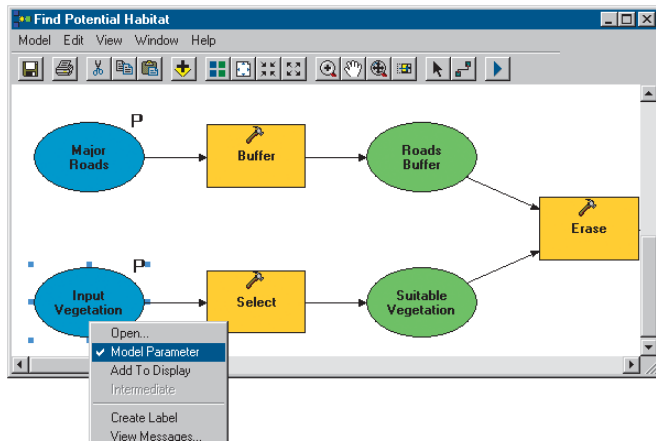 Find Potential Habitat
Model Edit View Window Help
P
Major
Roads
Buffer
Roads
Buffer
Erase
P
Input
Vegetation
Select
Suitable
Vegetation
Open...
Model Parameter
Add To Display
Intermediate
Create Label
View Messages...